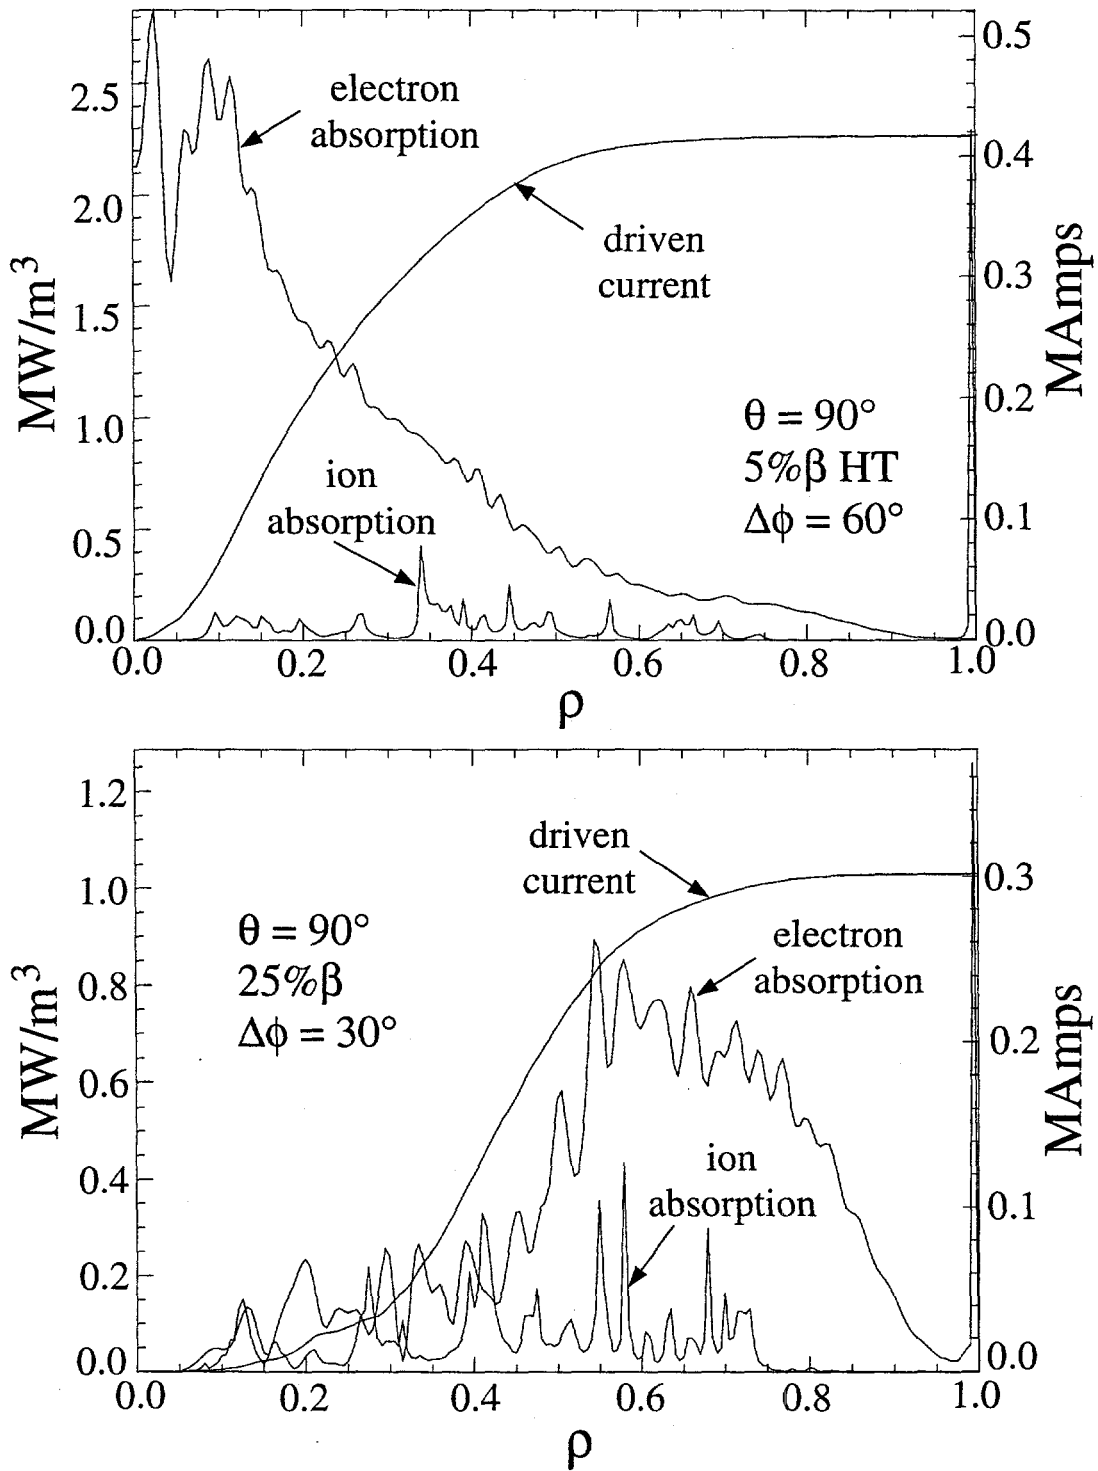 2.5
2.0
1.5
1.0
0.5
0.0
MW/m³
0.5
0.4
0.3
0.2
0.1
0.0
MAmps
electron
absorption
driven
current
ion
absorption
θ = 90°
5%β HT
Δϕ = 60°
0.0 0.2 0.4 0.6 0.8 1.0
ρ
1.2
1.0
0.8
0.6
0.4
0.2
0.0
MW/m³
0.3
0.2
0.1
0.0
MAmps
driven
current
θ = 90°
25%β
Δϕ = 30°
electron
absorption
ion
absorption
0.0 0.2 0.4 0.6 0.8 1.0
ρ